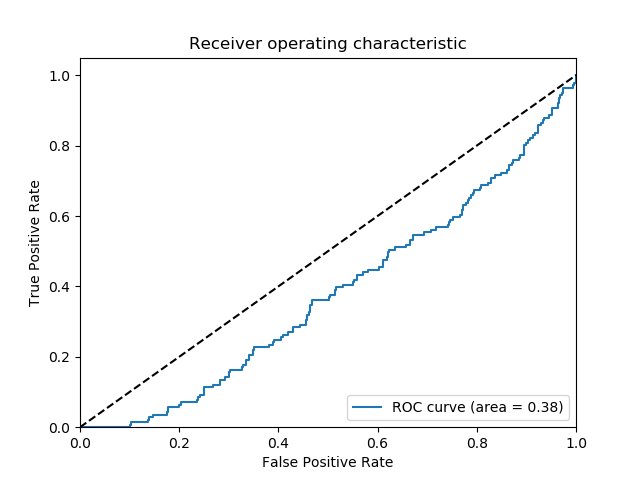 Receiver operating characteristic
1.0
0.8
0.6
0.4
0.2
0.0
True Positive Rate
ROC curve (area = 0.38)
0.0 0.2 0.4 0.6 0.8 1.0
False Positive Rate